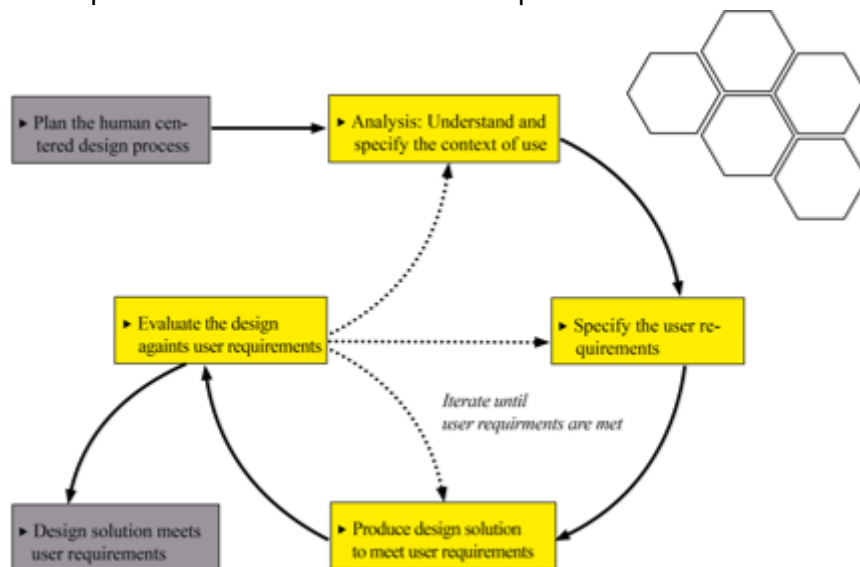 ▸ Plan the human cen-
tered design process
▸ Analysis: Understand and
specify the context of use
▸ Evaluate the design
againts user requirements
▸ Specify the user re-
quirements
Iterate until
user requirments are met
▸ Design solution meets
user requirements
▸ Produce design solution
to meet user requirements